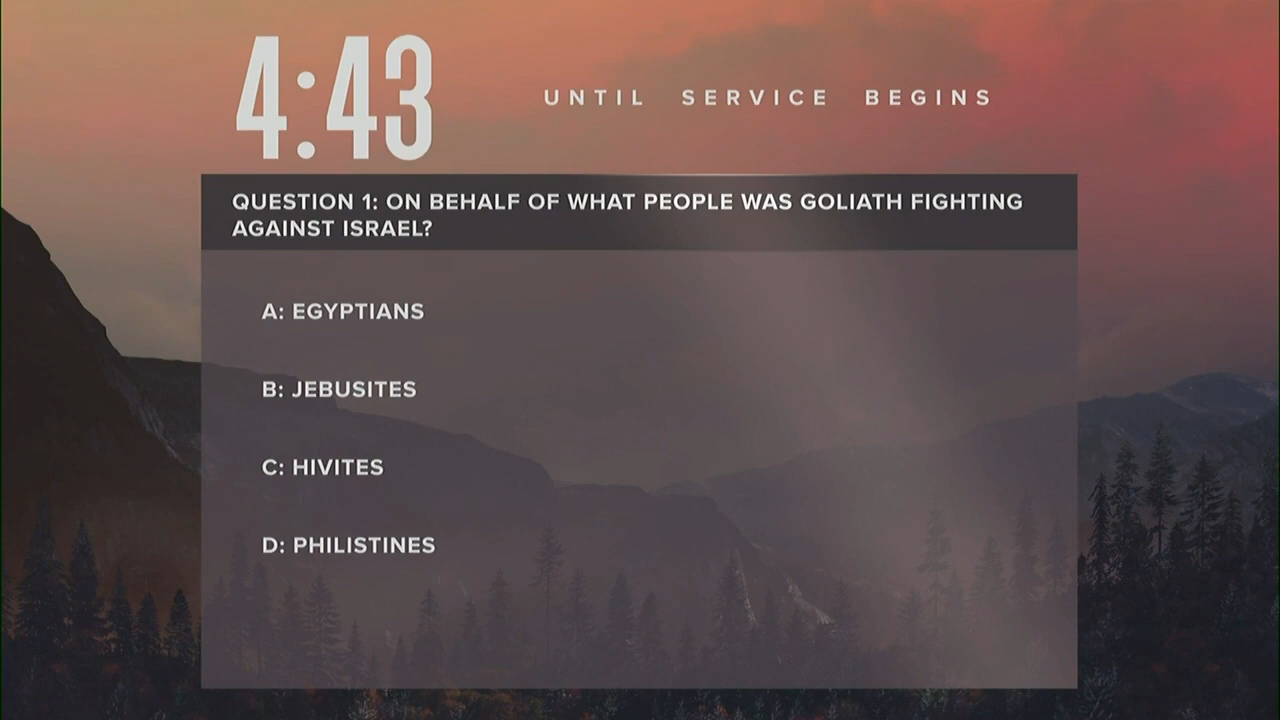 4:43
UNTIL SERVICE BEGINS
QUESTION 1: ON BEHALF OF WHAT PEOPLE WAS GOLIATH FIGHTING
AGAINST ISRAEL?
A: EGYPTIANS
B: JEBUSITES
C: HIVITES
D: PHILISTINES